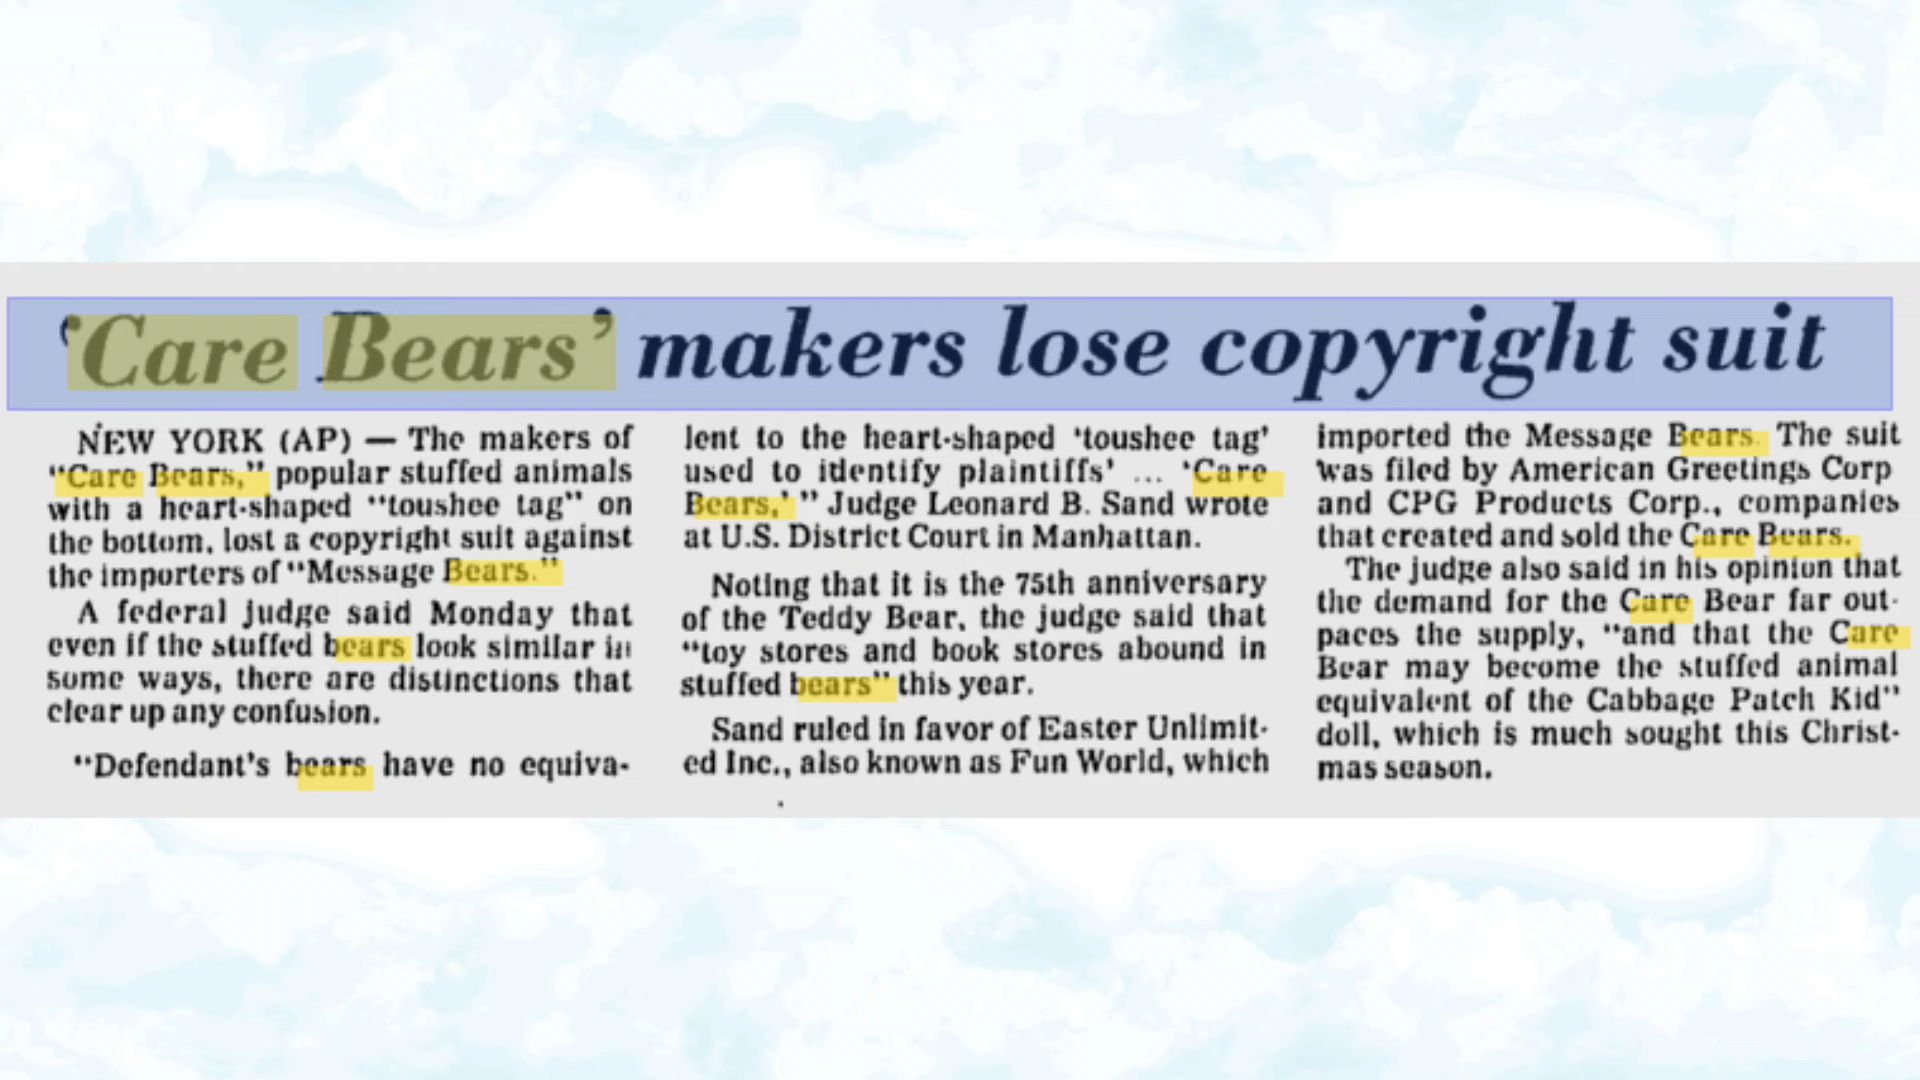 ‘Care Bears’ makers lose copyright suit
NEW YORK (AP) — The makers of
“Care Bears,” popular stuffed animals
with a heart-shaped “toushee tag” on
the bottom, lost a copyright suit against
the importers of “Message Bears.”
A federal judge said Monday that
even if the stuffed bears look similar in
some ways, there are distinctions that
clear up any confusion.
“Defendant’s bears have no equiva-
lent to the heart-shaped ‘toushee tag’
used to identify plaintiffs’ ... ‘Care
Bears,’ ” Judge Leonard B. Sand wrote
at U.S. District Court in Manhattan.
Noting that it is the 75th anniversary
of the Teddy Bear, the judge said that
“toy stores and book stores abound in
stuffed bears” this year.
Sand ruled in favor of Easter Unlimit-
ed Inc., also known as Fun World, which
imported the Message Bears. The suit
was filed by American Greetings Corp
and CPG Products Corp., companies
that created and sold the Care Bears.
The judge also said in his opinion that
the demand for the Care Bear far out-
paces the supply, “and that the Care
Bear may become the stuffed animal
equivalent of the Cabbage Patch Kid”
doll, which is much sought this Christ-
mas season.